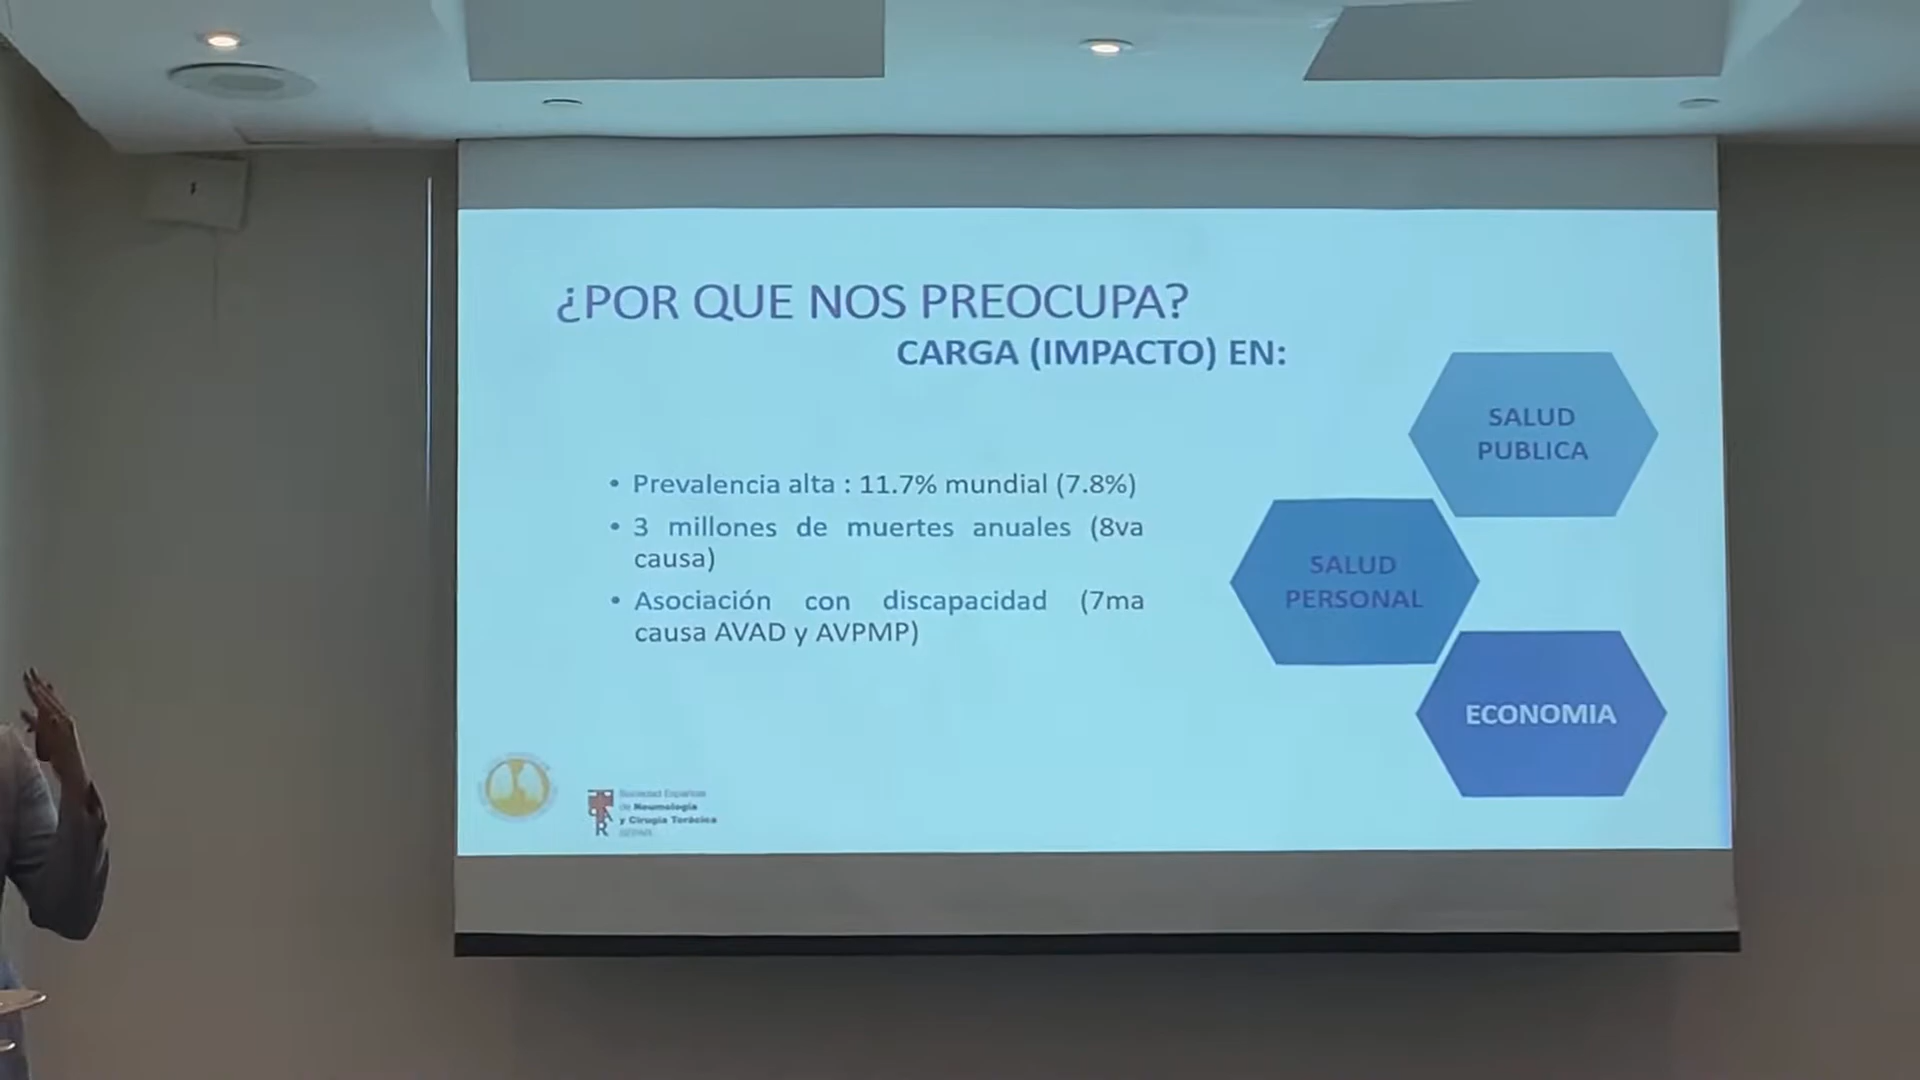 ¿POR QUE NOS PREOCUPA?
CARGA (IMPACTO) EN:
• Prevalencia alta : 11.7% mundial (7.8%)
• 3 millones de muertes anuales (8va
causa)
• Asociación con discapacidad (7ma
causa AVAD y AVPMP)
SALUD
PUBLICA
SALUD
PERSONAL
ECONOMIA
Sociedad Española
de Neumología
y Cirugía Torácica
SEPAR